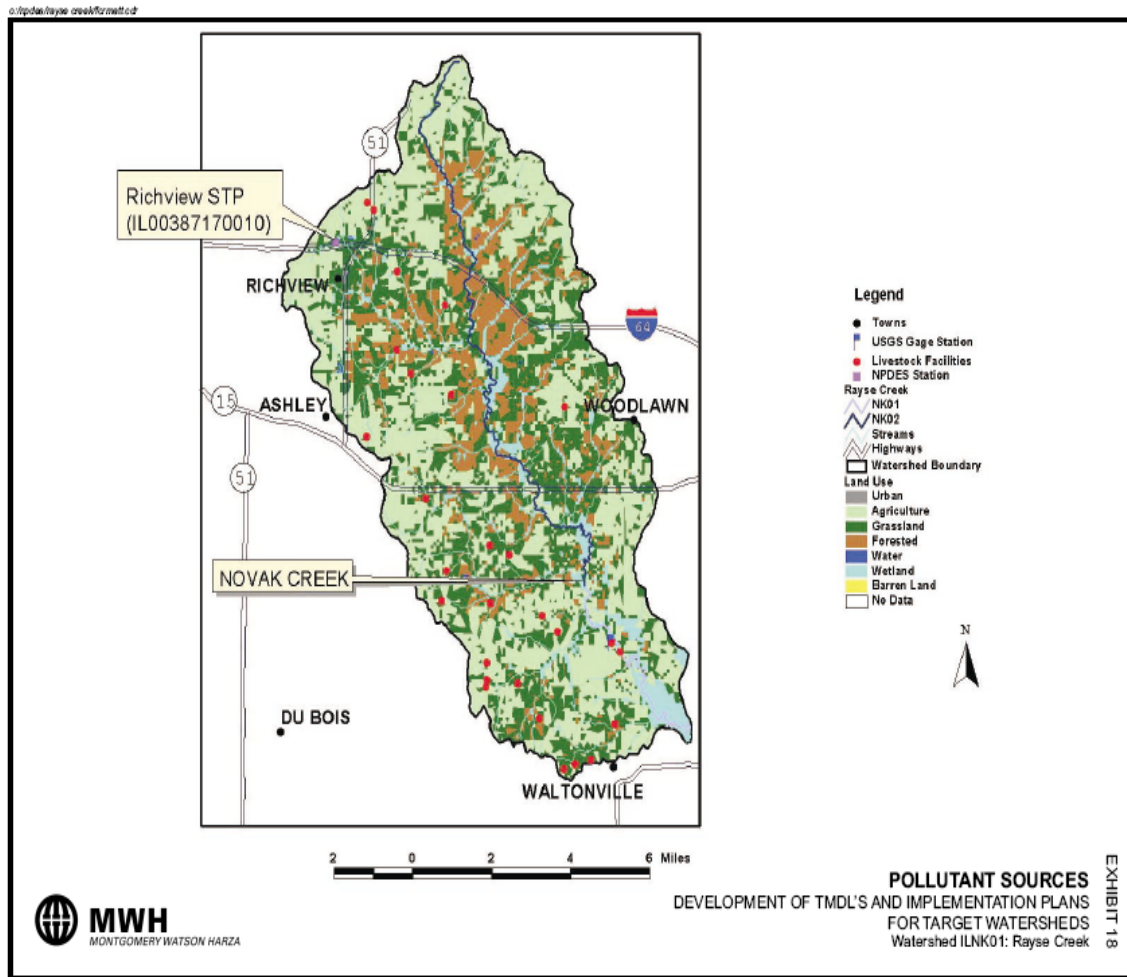 c:/npdes/rayse creek/formatt.cdr
51
Richview STP
(IL00387170010)
RICHVIEW
64
15
ASHLEY
WOODLAWN
51
NOVAK CREEK
DU BOIS
WALTONVILLE
Legend
Towns
USGS Gage Station
Livestock Facilities
NPDES Station
Rayse Creek
NK01
NK02
Streams
Highways
Watershed Boundary
Land Use
Urban
Agriculture
Grassland
Forested
Water
Wetland
Barren Land
No Data
N
2 0 2 4 6 Miles
MWH
MONTGOMERY WATSON HARZA
POLLUTANT SOURCES
DEVELOPMENT OF TMDL'S AND IMPLEMENTATION PLANS
FOR TARGET WATERSHEDS
Watershed ILNK01: Rayse Creek
EXHIBIT 18